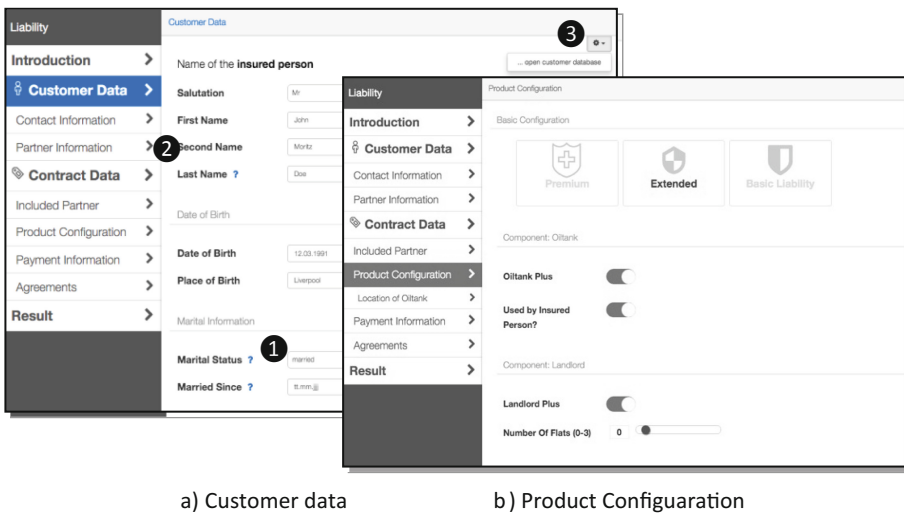 Liability
Introduction
Customer Data
Contact Information
Partner Information
Contract Data
Included Partner
Product Configuration
Payment Information
Agreements
Result
Customer Data
3
... open customer database
Name of the insured person
Salutation Mr
First Name John
2
Second Name Moritz
Last Name ? Doe
Date of Birth
Date of Birth 12.03.1991
Place of Birth Liverpool
Marital Information
1
Marital Status ? married
Married Since ? tt.mm.jj
Liability
Introduction
Customer Data
Contact Information
Partner Information
Contract Data
Included Partner
Product Configuration
Location of Oiltank
Payment Information
Agreements
Result
Product Configuration
Basic Configuration
Premium Extended Basic Liability
Component: Oiltank
Oiltank Plus
Used by Insured
Person?
Component: Landlord
Landlord Plus
Number Of Flats (0-3) 0
a) Customer data b) Product Configuaration